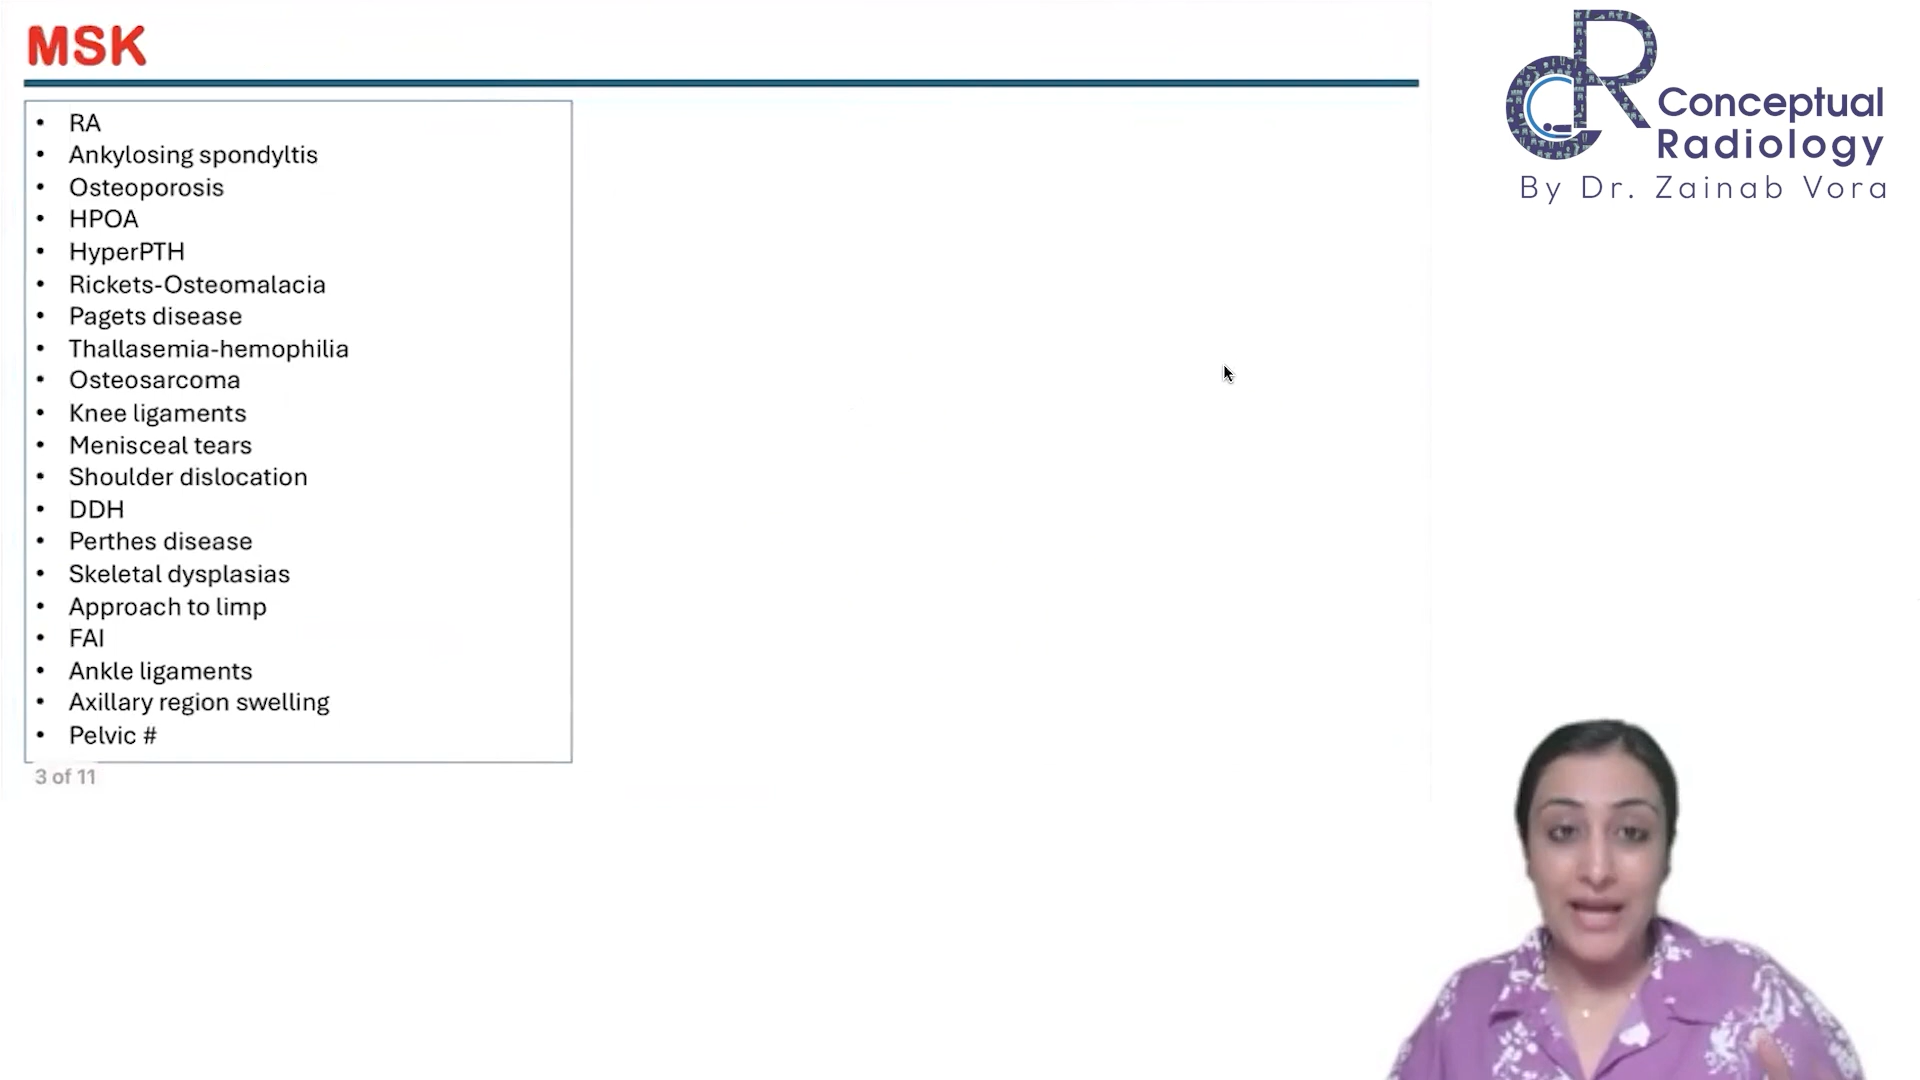 MSK
• RA
• Ankylosing spondyltis
• Osteoporosis
• HPOA
• HyperPTH
• Rickets-Osteomalacia
• Pagets disease
• Thallasemia-hemophilia
• Osteosarcoma
• Knee ligaments
• Menisceal tears
• Shoulder dislocation
• DDH
• Perthes disease
• Skeletal dysplasias
• Approach to limp
• FAI
• Ankle ligaments
• Axillary region swelling
• Pelvic #
3 of 11
CR
Conceptual
Radiology
By Dr. Zainab Vora